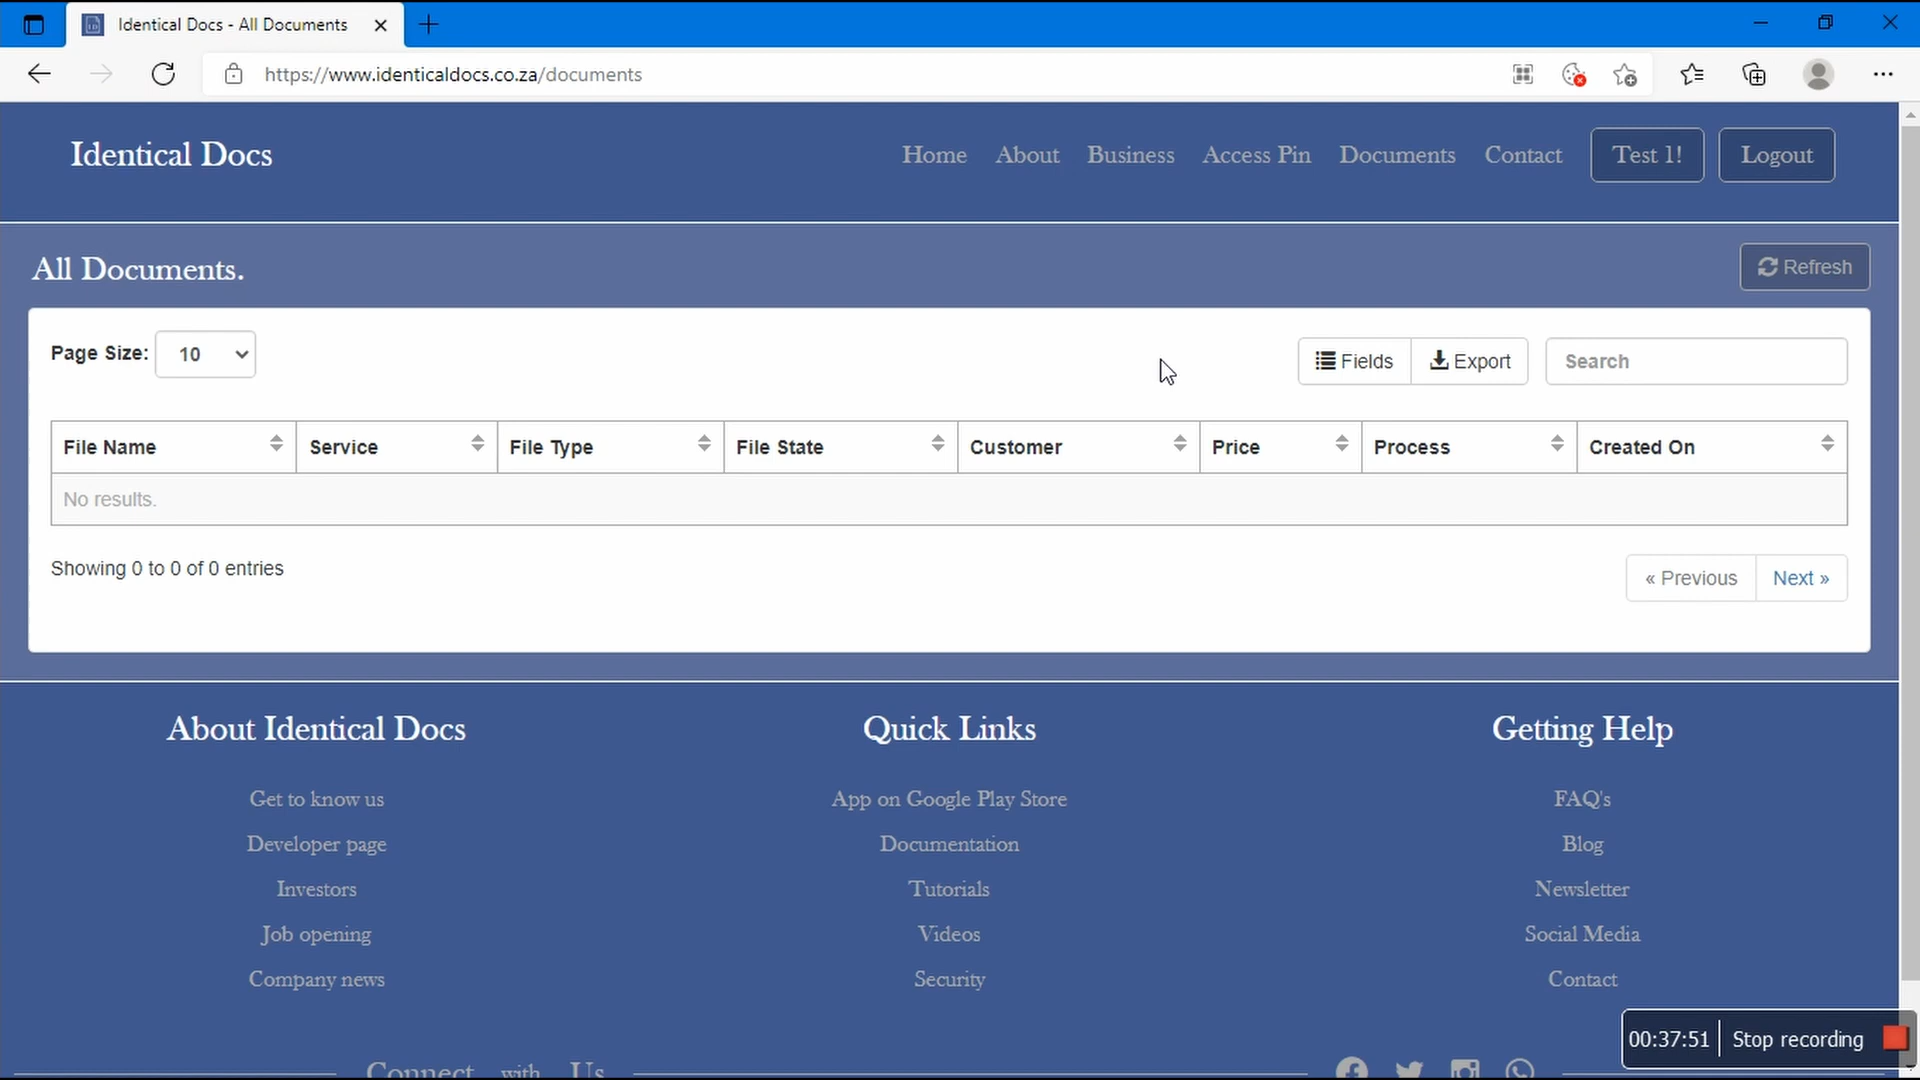 Identical Docs - All Documents
https://www.identicaldocs.co.za/documents
Identical Docs
Home About Business Access Pin Documents Contact Test 1! Logout
All Documents.
Refresh
Page Size: 10
Fields Export Search
File Name Service File Type File State Customer Price Process Created On
No results.
Showing 0 to 0 of 0 entries
« Previous Next »
About Identical Docs Quick Links Getting Help
Get to know us App on Google Play Store FAQ's
Developer page Documentation Blog
Investors Tutorials Newsletter
Job opening Videos Social Media
Company news Security Contact
00:37:51 Stop recording
Connect with Us